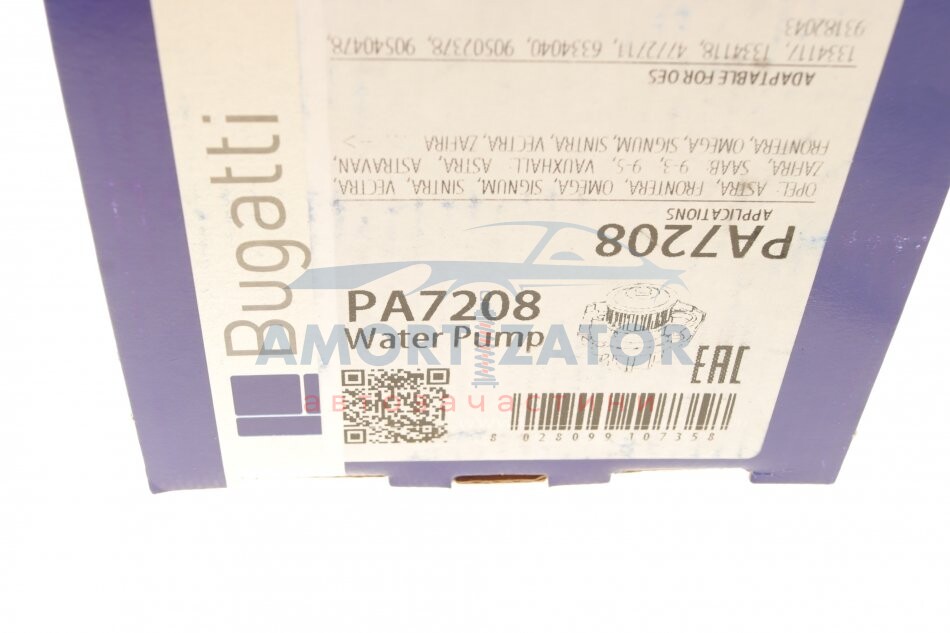 Bugatti
PA7208
APPLICATIONS
OPEL: ASTRA, FRONTERA, OMEGA, SIGNUM, SINTRA, VECTRA,
ZAFIRA, SAAB: 9-3, 9-5, VAUXHALL: ASTRA, ASTRAVAN,
FRONTERA, OMEGA, SIGNUM, SINTRA, VECTRA, ZAFIRA
ADAPTABLE FOR OES
1334117, 1334118, 4772711, 6334040, 90502378, 90540478,
93182043
PA7208
Water Pump
AMORTIZATOR
автозапчастини
EAC
8 028099 107358